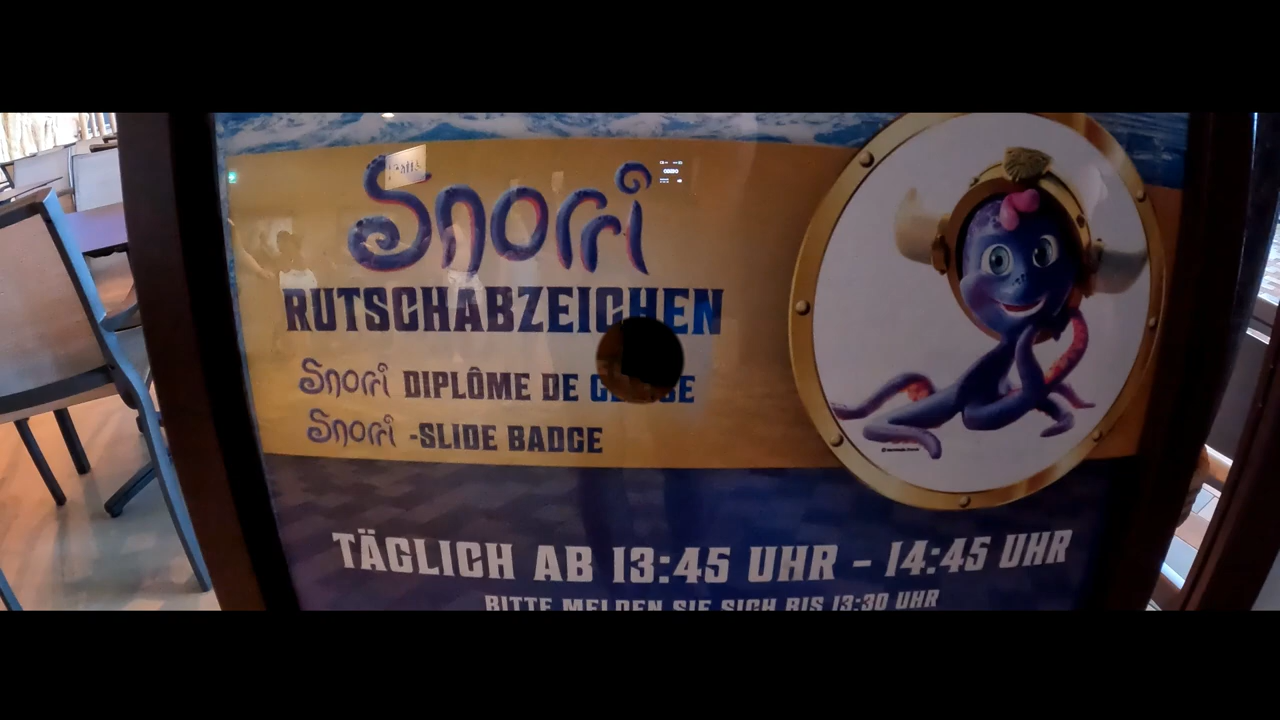 Snorri
RUTSCHABZEICHEN
Snorri DIPLÔME DE
Snorri -SLIDE BADGE
TÄGLICH AB 13:45 UHR - 14:45 UHR
BITTE MELDEN SIE SICH BIS 13:30 UHR